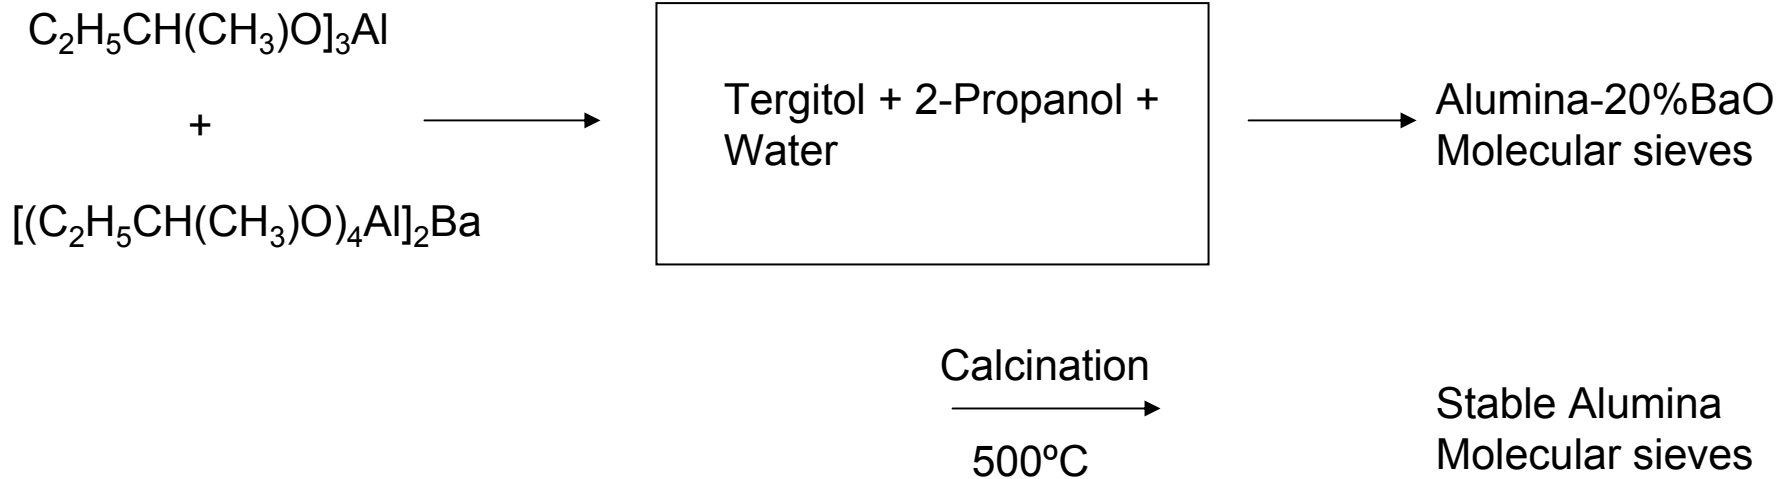 C₂H₅CH(CH₃)O]₃Al
+
[(C₂H₅CH(CH₃)O)₄Al]₂Ba
Tergitol + 2-Propanol +
Water
Alumina-20%BaO
Molecular sieves
Calcination
500ºC
Stable Alumina
Molecular sieves